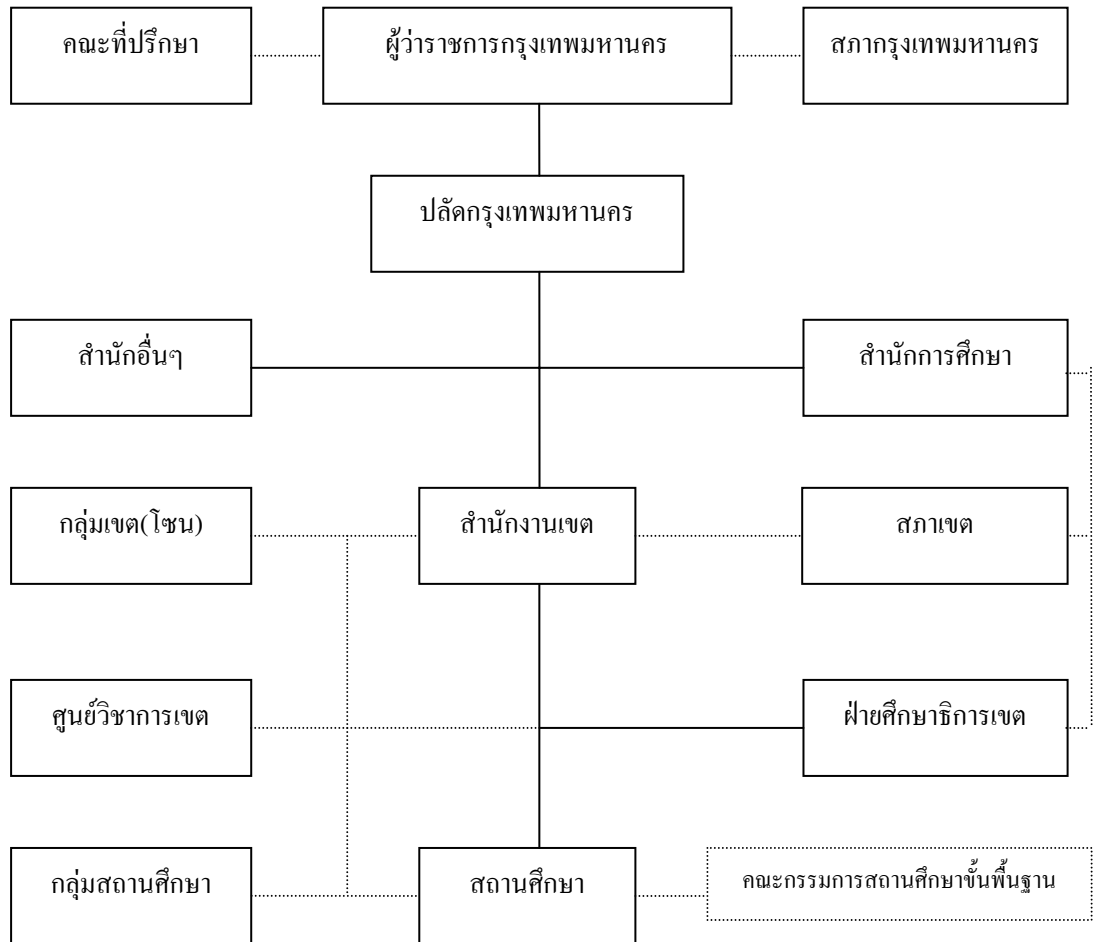 คณะที่ปรึกษา
ผู้ว่าราชการกรุงเทพมหานคร
สภากรุงเทพมหานคร
ปลัดกรุงเทพมหานคร
สำนักอื่นๆ
สำนักการศึกษา
กลุ่มเขต(โซน)
สำนักงานเขต
สภาเขต
ศูนย์วิชาการเขต
ฝ่ายศึกษาธิการเขต
กลุ่มสถานศึกษา
สถานศึกษา
คณะกรรมการสถานศึกษาขั้นพื้นฐาน